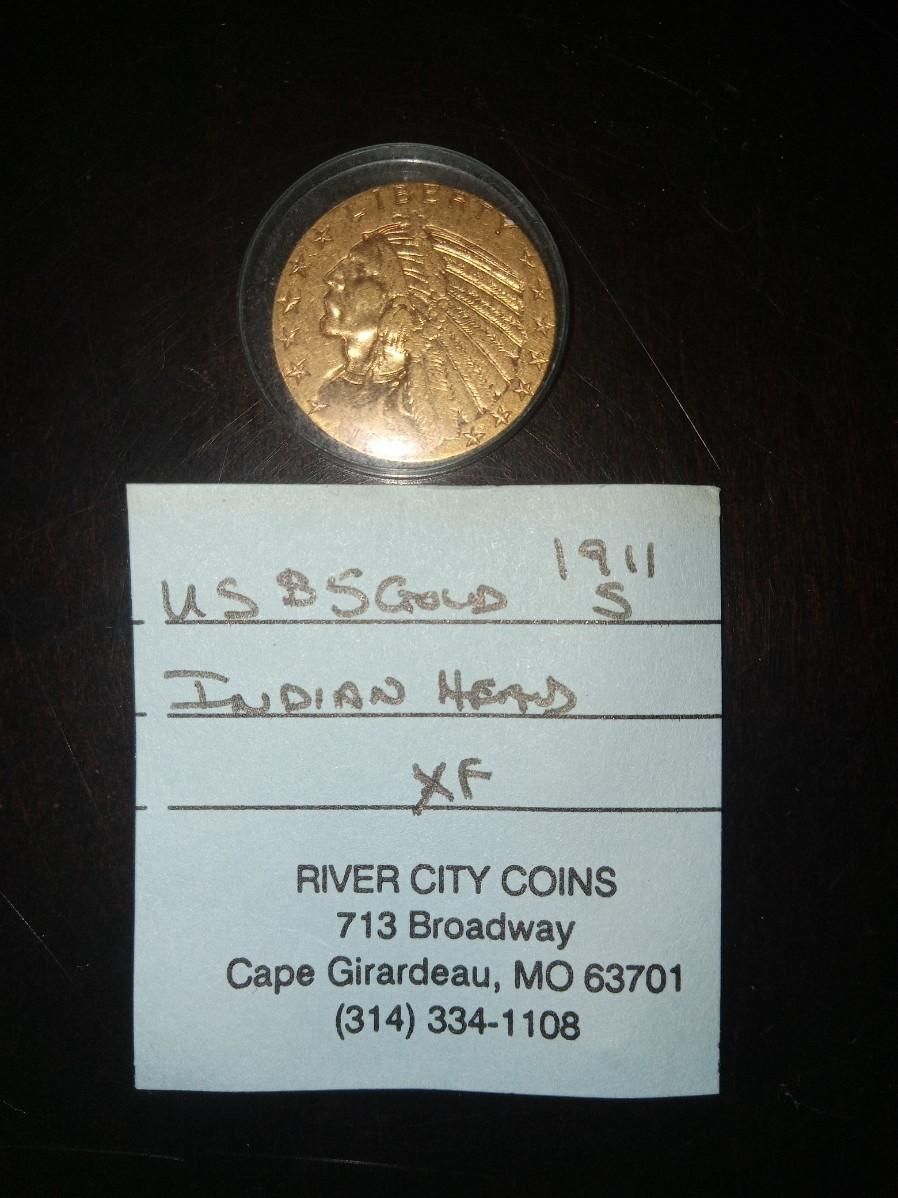 LIBERTY
US $5 GOLD 1911 S
INDIAN HEAD
XF
RIVER CITY COINS
713 Broadway
Cape Girardeau, MO 63701
(314) 334-1108